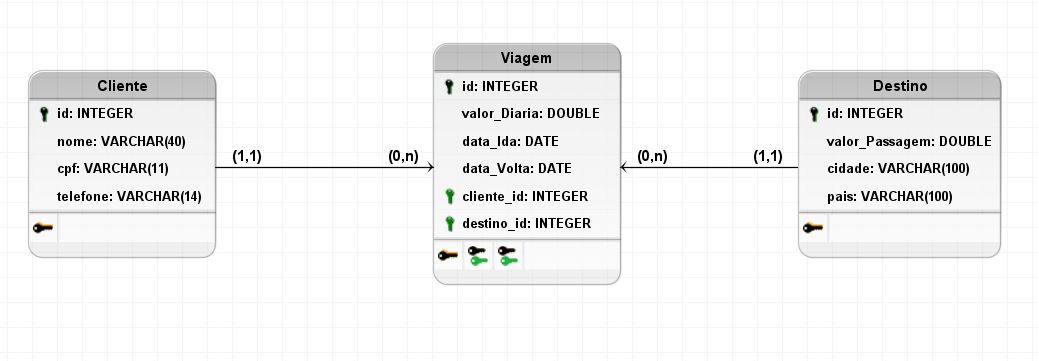 Cliente
id: INTEGER
nome: VARCHAR(40)
cpf: VARCHAR(11)
telefone: VARCHAR(14)
(1,1)
(0,n)
Viagem
id: INTEGER
valor_Diaria: DOUBLE
data_Ida: DATE
data_Volta: DATE
cliente_id: INTEGER
destino_id: INTEGER
(0,n)
(1,1)
Destino
id: INTEGER
valor_Passagem: DOUBLE
cidade: VARCHAR(100)
pais: VARCHAR(100)